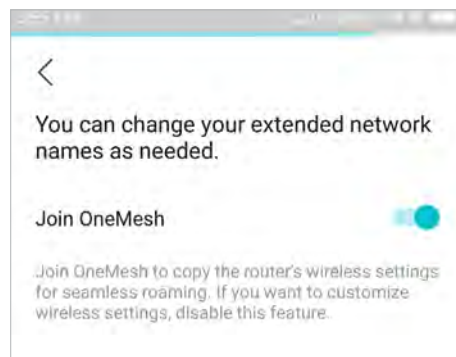 You can change your extended network
names as needed.
Join OneMesh
Join OneMesh to copy the router's wireless settings
for seamless roaming. If you want to customize
wireless settings, disable this feature.